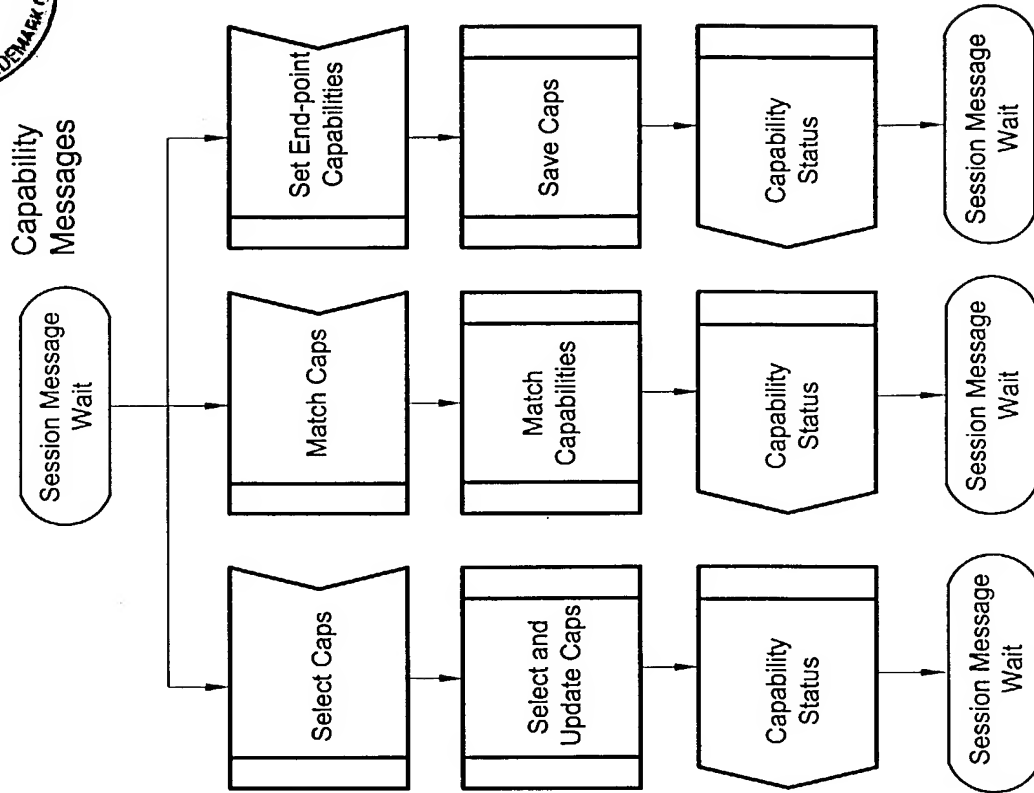 DEMARK
Capability
Messages
Session Message
Wait
Select Caps
Match Caps
Set End-point
Capabilities
Select and
Update Caps
Match
Capabilities
Save Caps
Capability
Status
Capability
Status
Capability
Status
Session Message
Wait
Session Message
Wait
Session Message
Wait